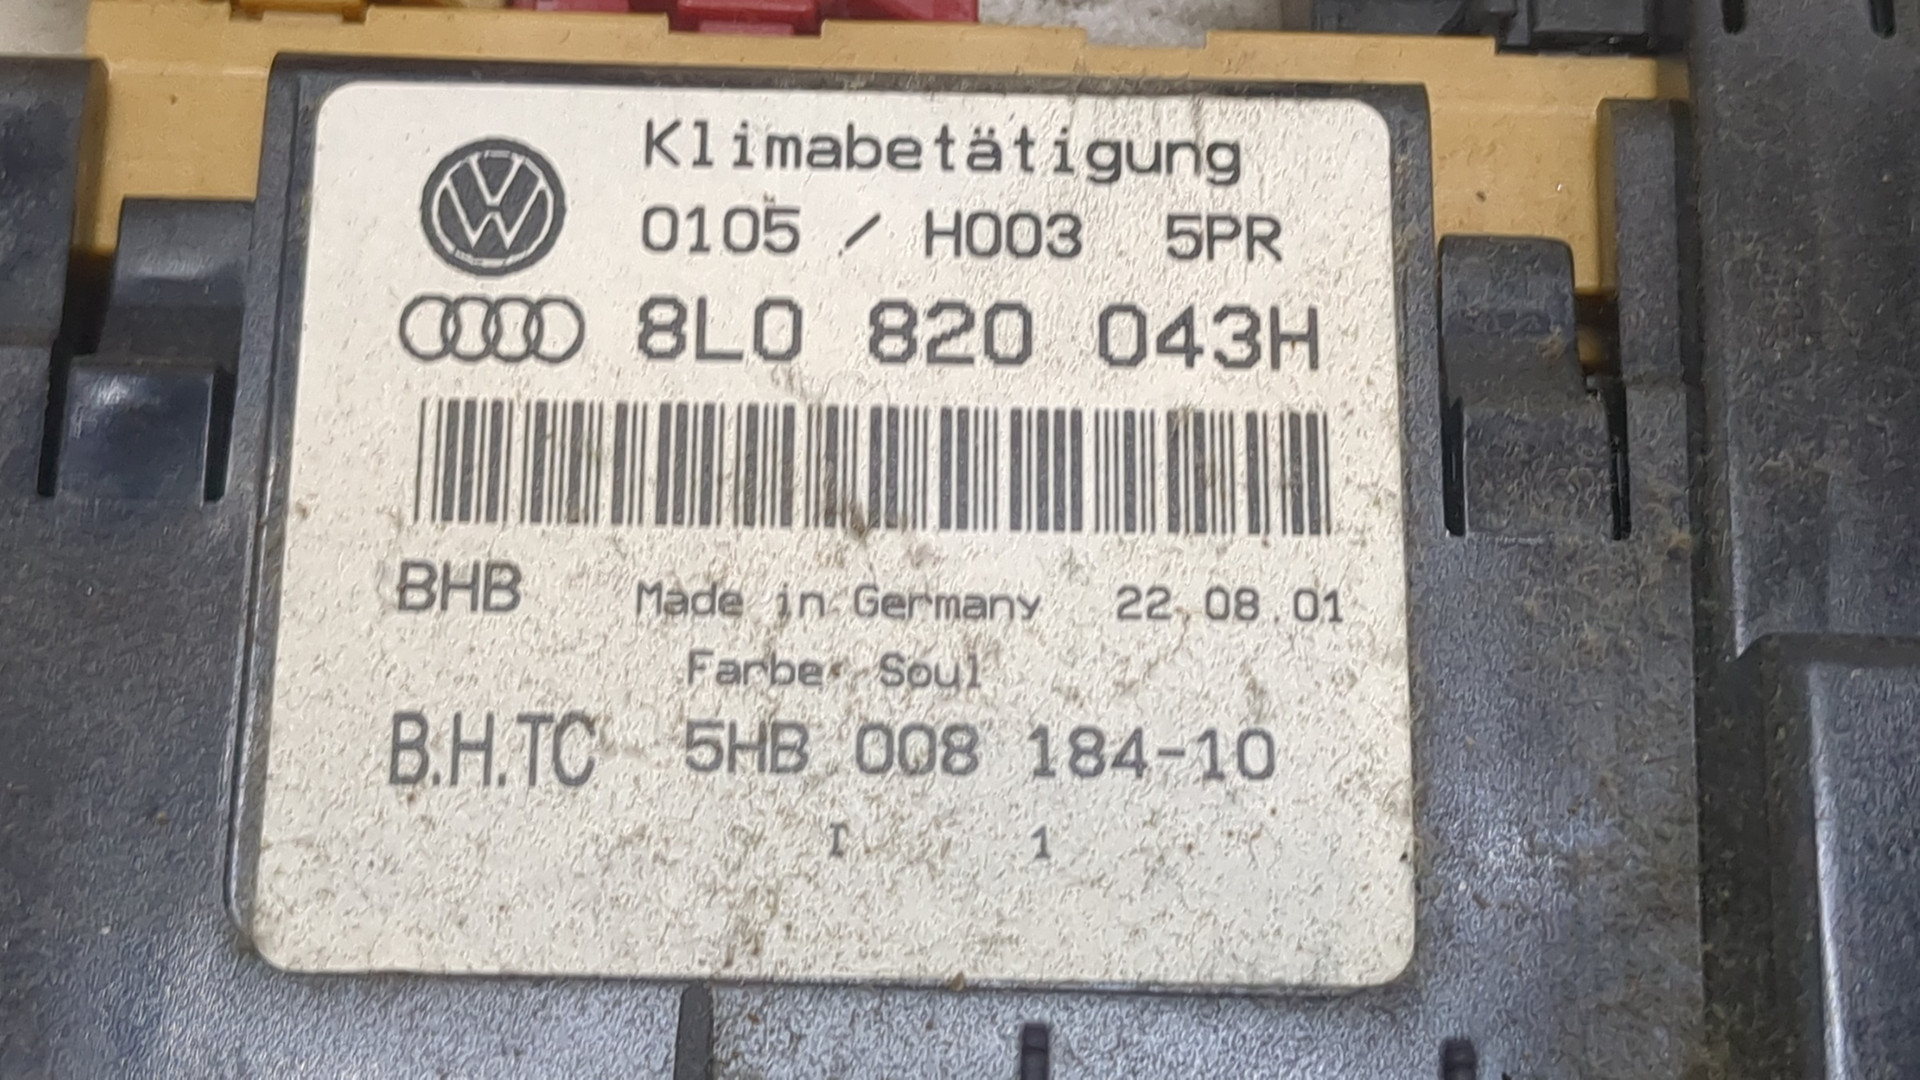 Klimabetätigung
0105 / H003 5PR
8L0 820 043H
BHB Made in Germany 22.08.01
Farbe: Soul
B.H.TC 5HB 008 184-10
I 1